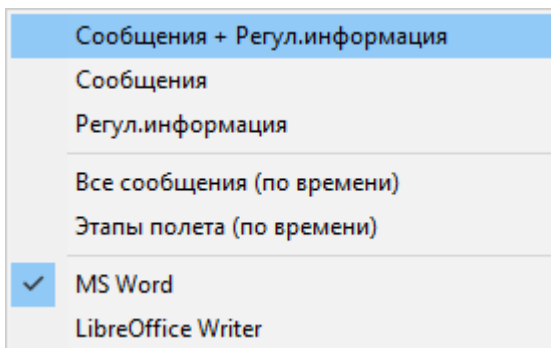 Сообщения + Регул.информация
Сообщения
Регул.информация
Все сообщения (по времени)
Этапы полета (по времени)
MS Word
LibreOffice Writer